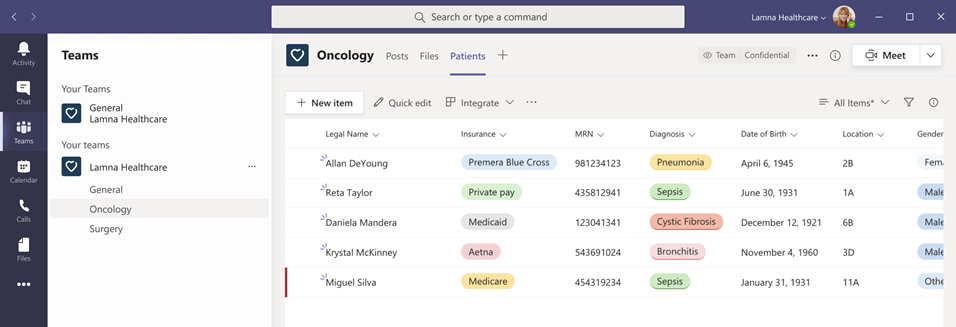 Search or type a command
Lamna Healthcare
Activity
Chat
Teams
Calendar
Calls
Files
Teams
Your Teams
General
Lamna Healthcare
Your teams
Lamna Healthcare
General
Oncology
Surgery
Oncology Posts Files Patients
Team Confidential
Meet
New item Quick edit Integrate All Items*
Legal Name Insurance MRN Diagnosis Date of Birth Location Gender
Allan DeYoung Premera Blue Cross 981234123 Pneumonia April 6, 1945 2B Fem
Reta Taylor Private pay 435812941 Sepsis June 30, 1931 1A Male
Daniela Mandera Medicaid 123041341 Cystic Fibrosis December 12, 1921 6B Male
Krystal McKinney Aetna 543691024 Bronchitis November 4, 1960 3D Male
Miguel Silva Medicare 454319234 Sepsis January 31, 1931 11A Othe